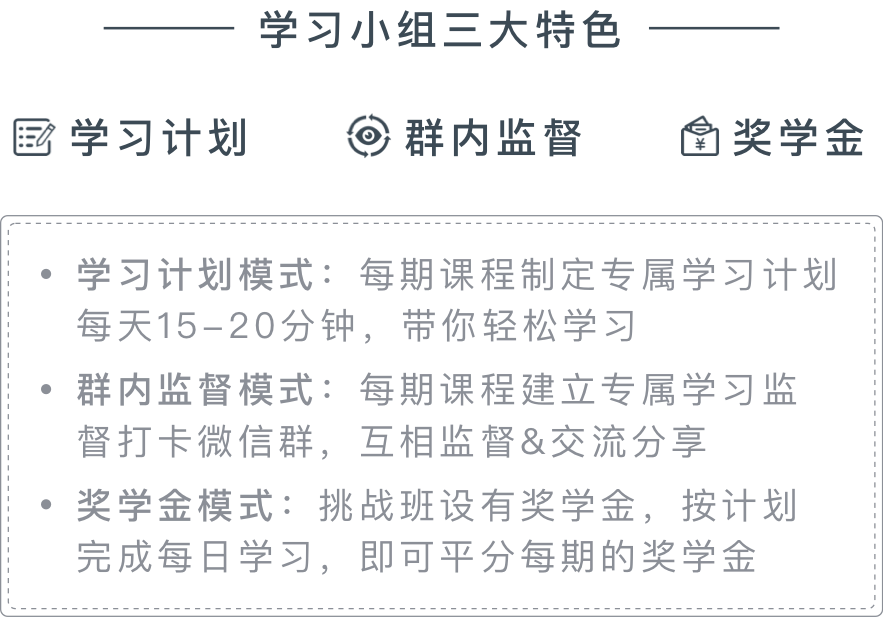 学习小组三大特色
学习计划 群内监督 ¥ 奖学金
• 学习计划模式：每期课程制定专属学习计划
每天15-20分钟，带你轻松学习
• 群内监督模式：每期课程建立专属学习监
督打卡微信群，互相监督&交流分享
• 奖学金模式：挑战班设有奖学金，按计划
完成每日学习，即可平分每期的奖学金